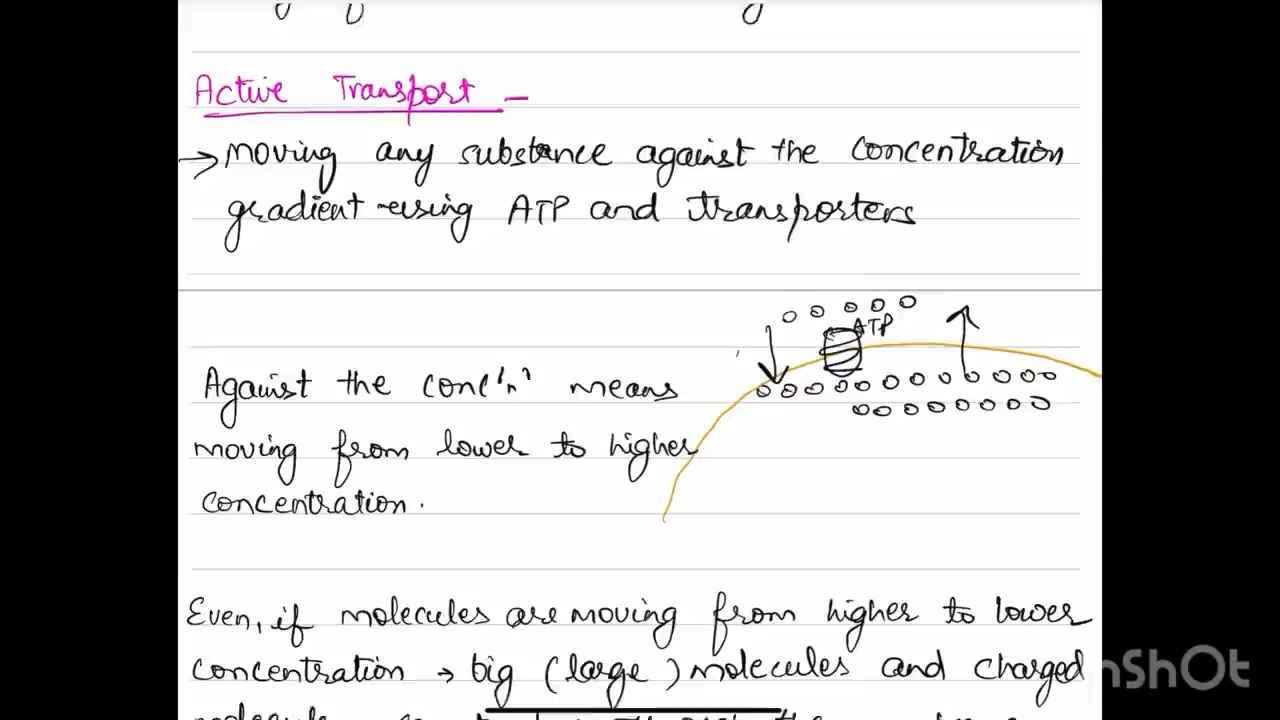 Active Transport -
→ Moving any substance against the concentration
gradient using ATP and transporters
ATP
Against the conc'n' means
moving from lower to higher
concentration.
Even, if molecules are moving from higher to lower
concentration → big (large) molecules and charged